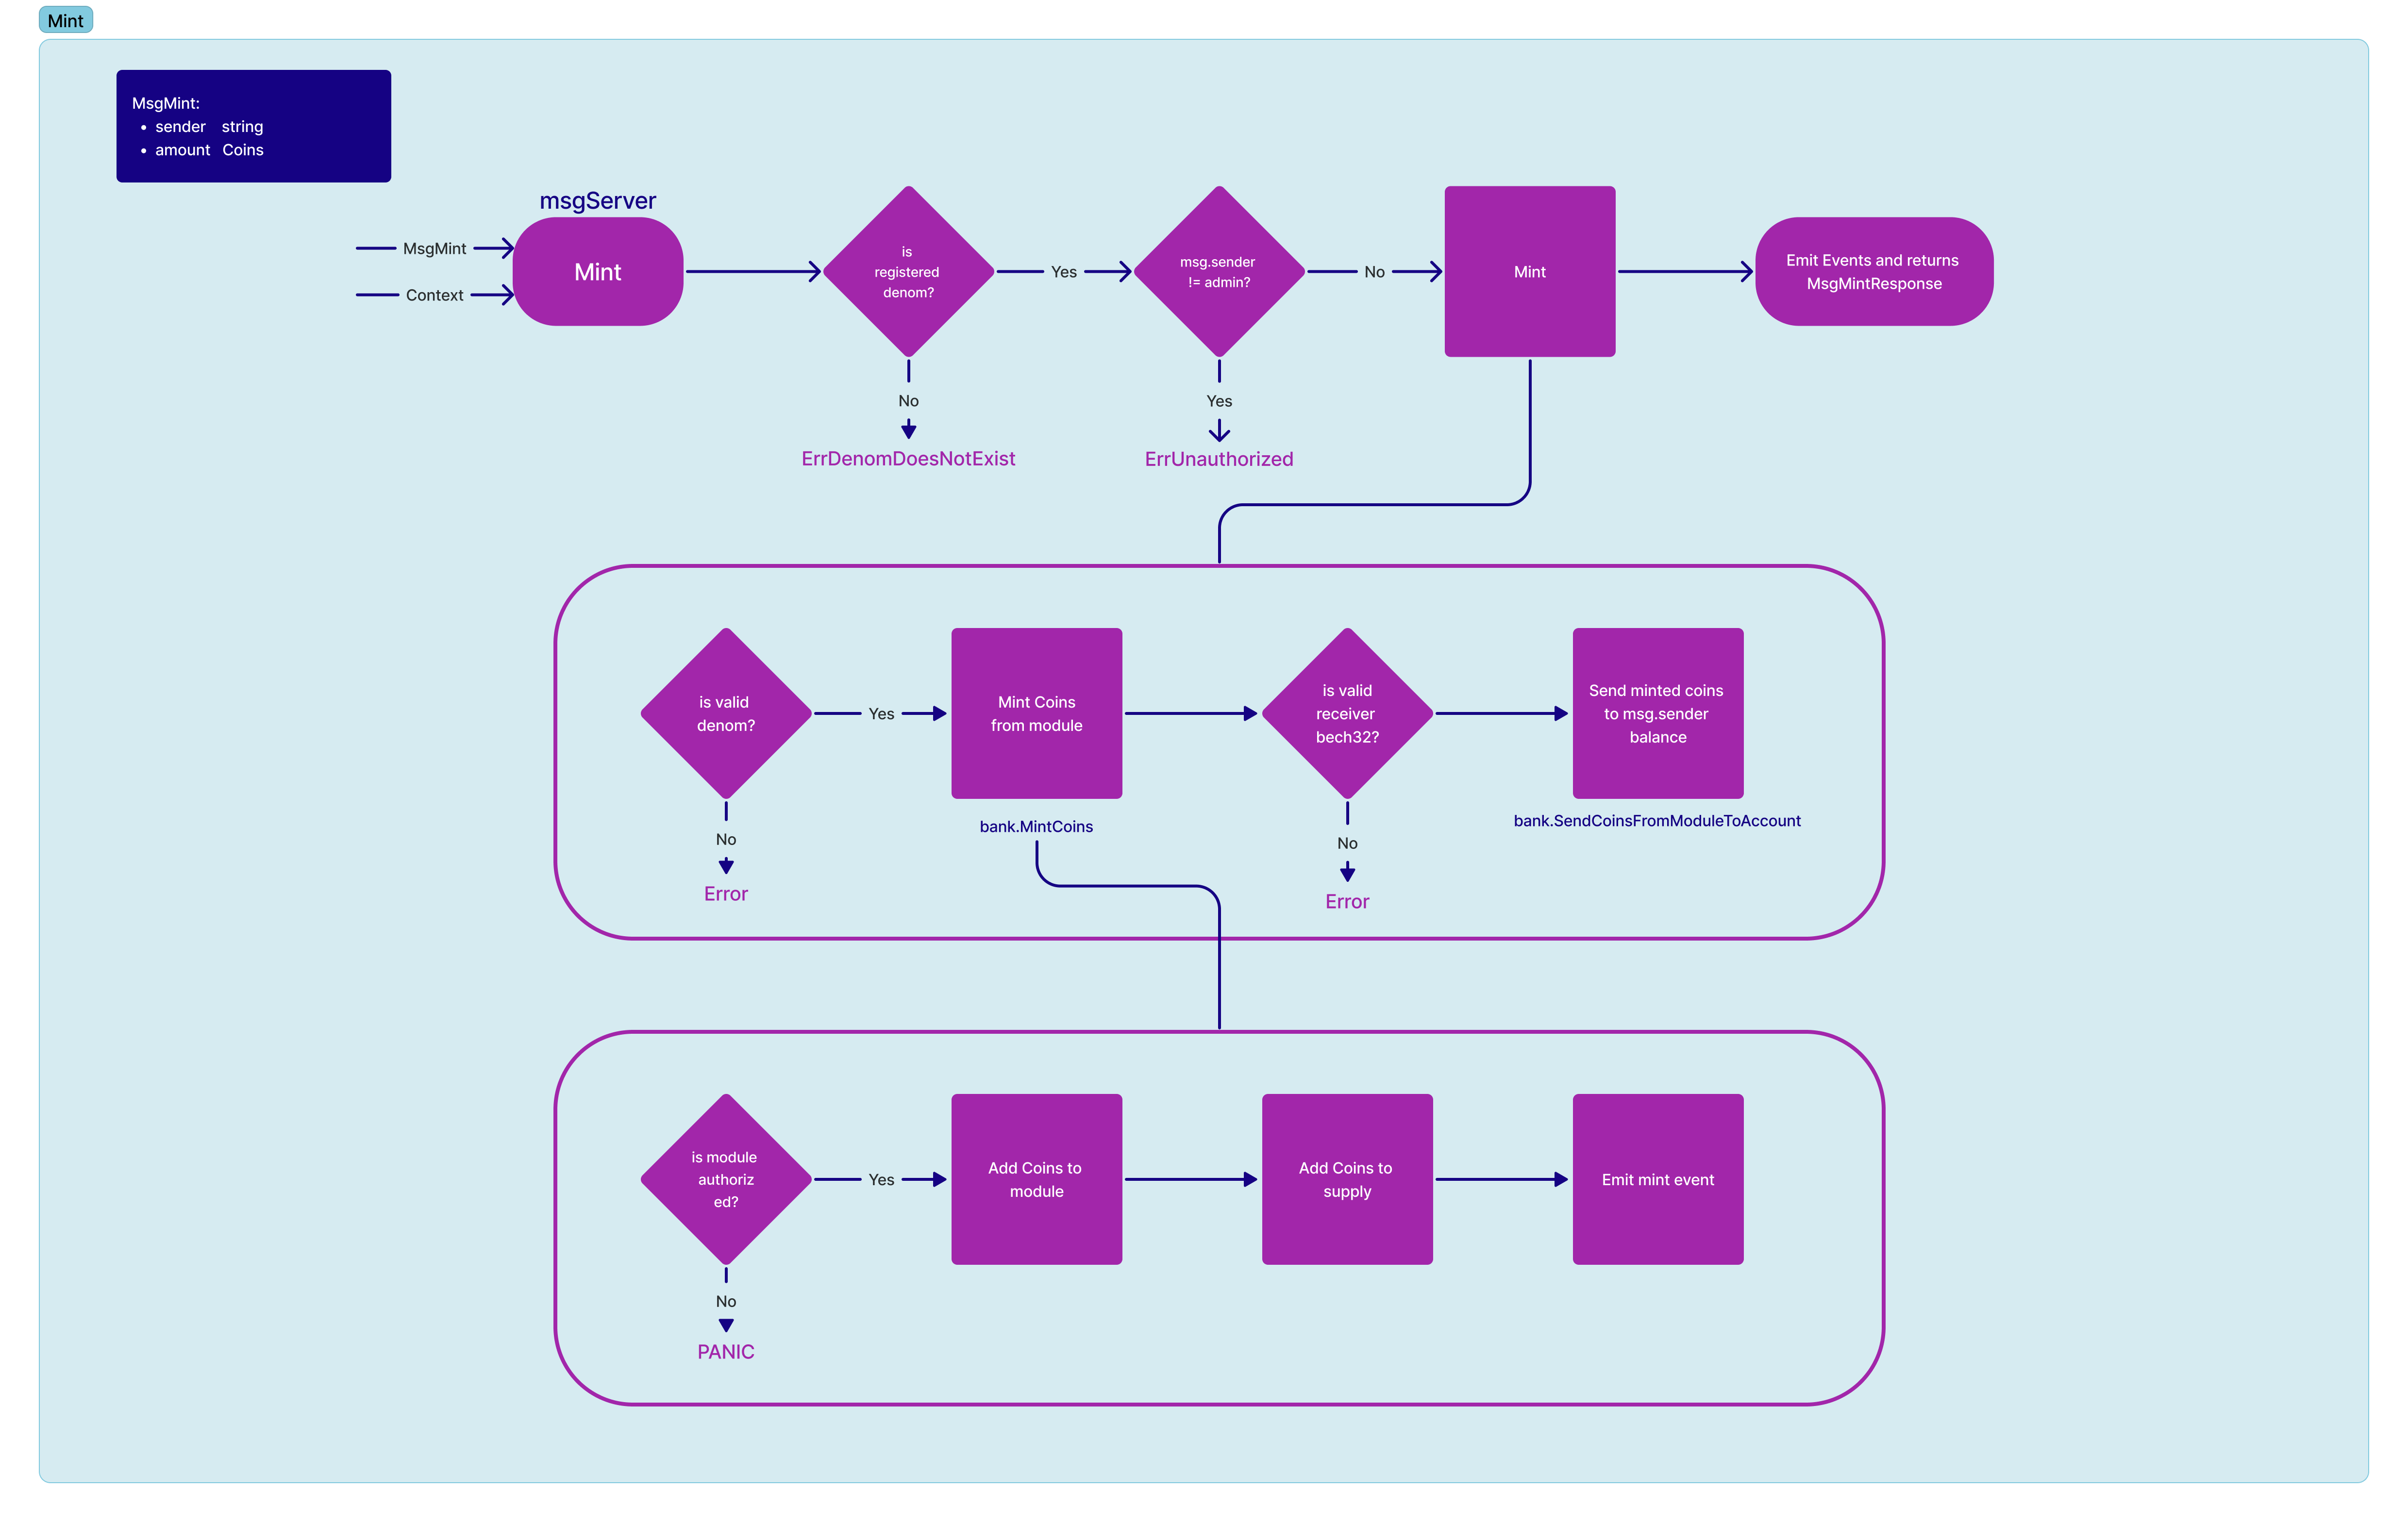 Mint
MsgMint:
• sender string
• amount Coins
msgServer
MsgMint
Context
Mint
is
registered
denom?
Yes
msg.sender
!= admin?
No
Mint
Emit Events and returns
MsgMintResponse
No
Yes
ErrDenomDoesNotExist
ErrUnauthorized
is valid
denom?
Yes
Mint Coins
from module
is valid
receiver
bech32?
Send minted coins
to msg.sender
balance
bank.MintCoins
bank.SendCoinsFromModuleToAccount
No
No
Error
Error
is module
authoriz
ed?
Yes
Add Coins to
module
Add Coins to
supply
Emit mint event
No
PANIC